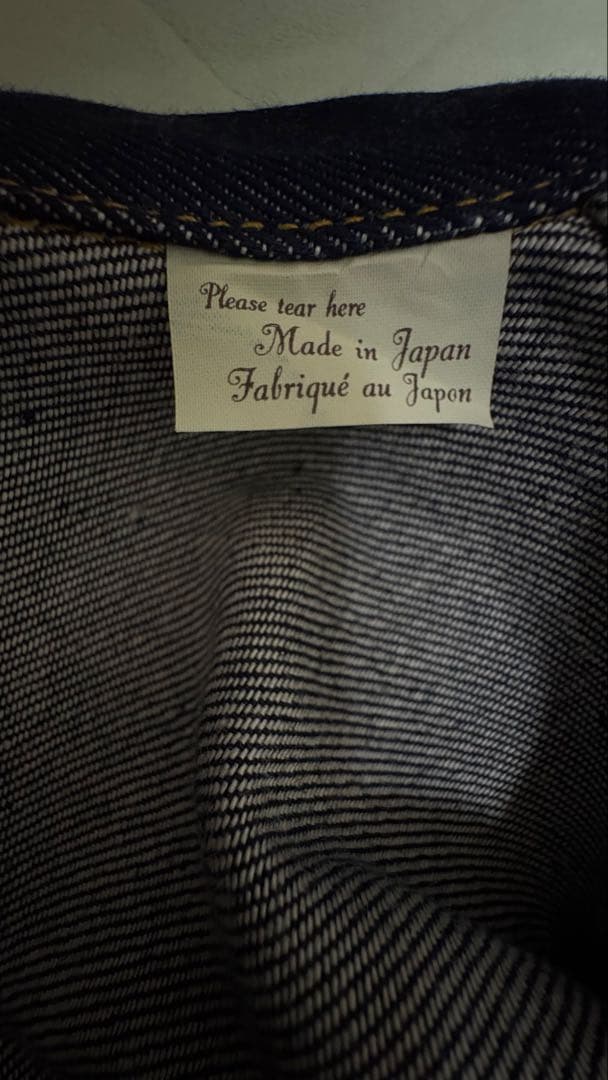 Please tear here
Made in Japan
Fabriqué au Japon